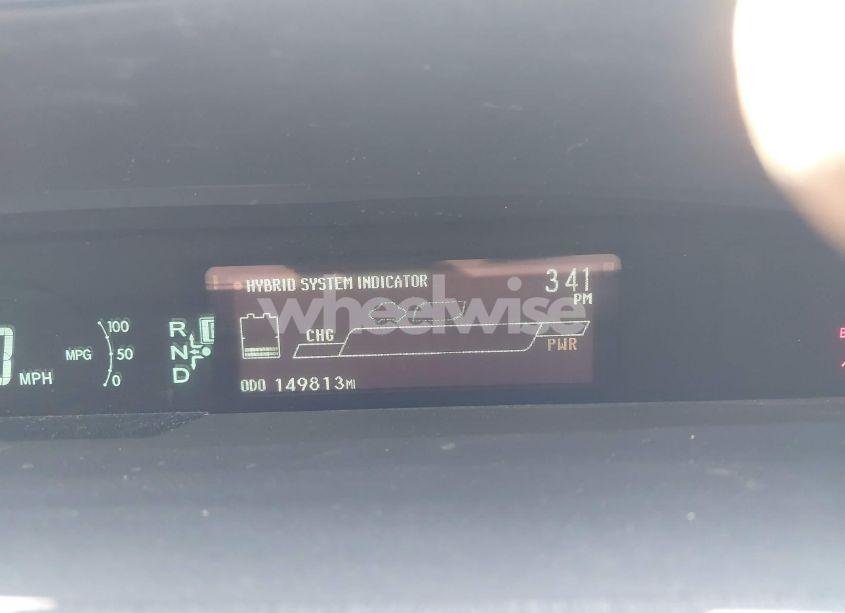 HYBRID SYSTEM INDICATOR
341
PM
wheelwise
CHG
PWR
ODO 149813MI
MPH
MPG
100
50
0
R
N
D